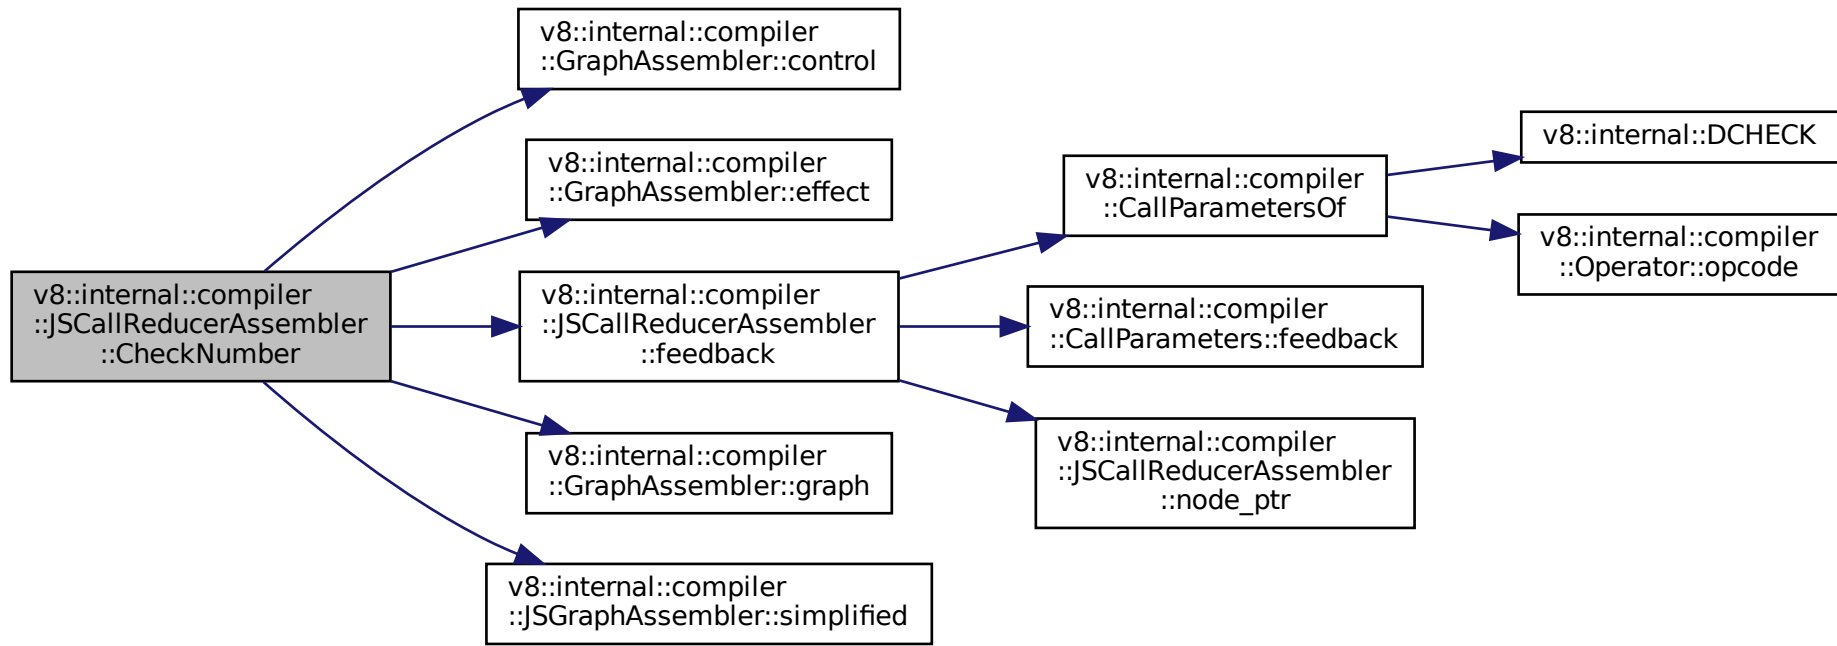 v8::internal::compiler
::GraphAssembler::control
v8::internal::compiler
::GraphAssembler::effect
v8::internal::compiler
::JSCallReducerAssembler
::CheckNumber
v8::internal::compiler
::JSCallReducerAssembler
::feedback
v8::internal::compiler
::GraphAssembler::graph
v8::internal::compiler
::JSGraphAssembler::simplified
v8::internal::compiler
::CallParametersOf
v8::internal::compiler
::CallParameters::feedback
v8::internal::compiler
::JSCallReducerAssembler
::node_ptr
v8::internal::DCHECK
v8::internal::compiler
::Operator::opcode